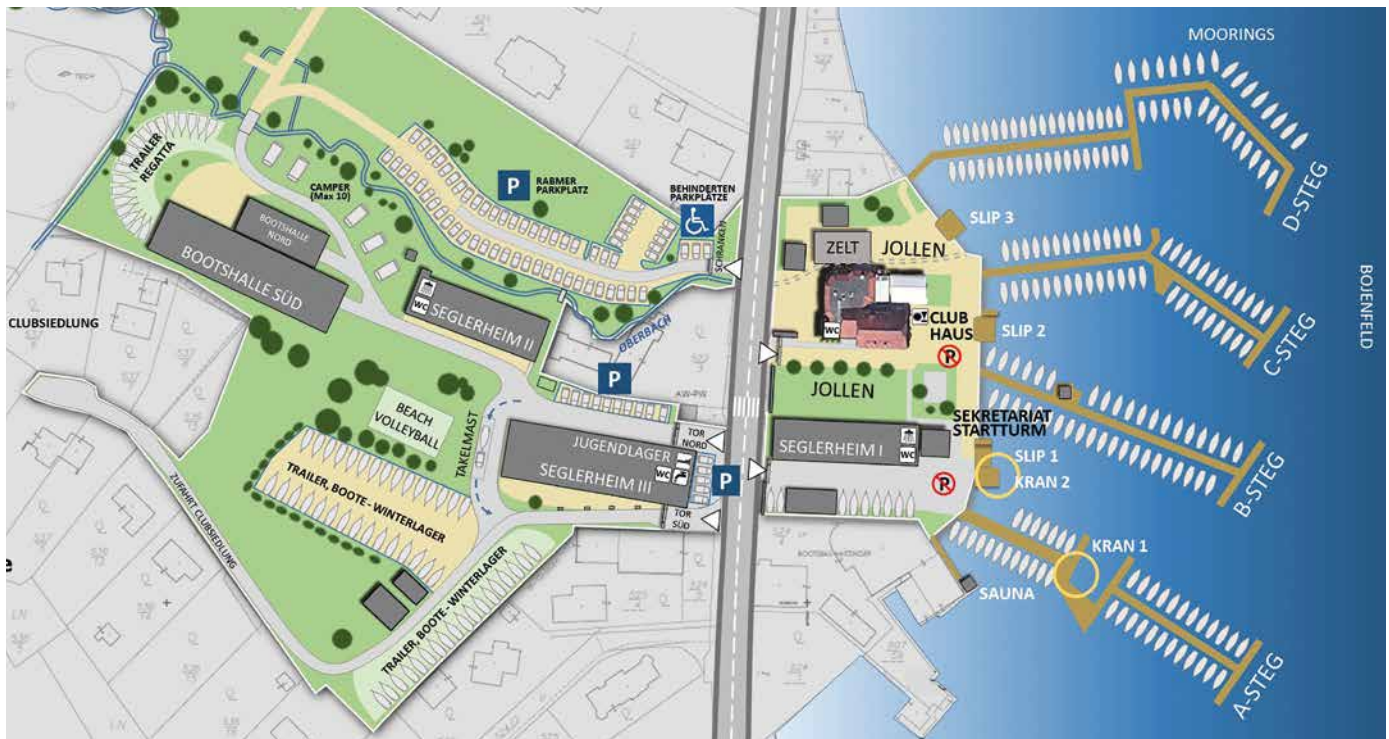 MOORINGS
D-STEG
BOJENFELD
TRAILER
REGATTA
CAMPER
(Max 10)
P
RABMER
PARKPLATZ
BEHINDERTEN
PARKPLÄTZE
SCHRANKEN
BOOTSHALLE
NORD
BOOTSHALLE SÜD
SEGLERHEIM II
WC
OBERBACH
CLUBSIEDLUNG
ZUFAHRT CLUBSIEDLUNG
BEACH
VOLLEYBALL
TAKELMAST
P
AW-PW
TOR
NORD
JUGENDLAGER
WC
SEGLERHEIM III
P
TOR
SÜD
TRAILER, BOOTE - WINTERLAGER
TRAILER, BOOTE - WINTERLAGER
ZELT
JOLLEN
SLIP 3
WC
CLUB
HAUS
SLIP 2
P
JOLLEN
C-STEG
SEKRETARIAT
STARTTURM
SEGLERHEIM I
WC
SLIP 1
P
KRAN 2
B-STEG
KRAN 1
SAUNA
A-STEG